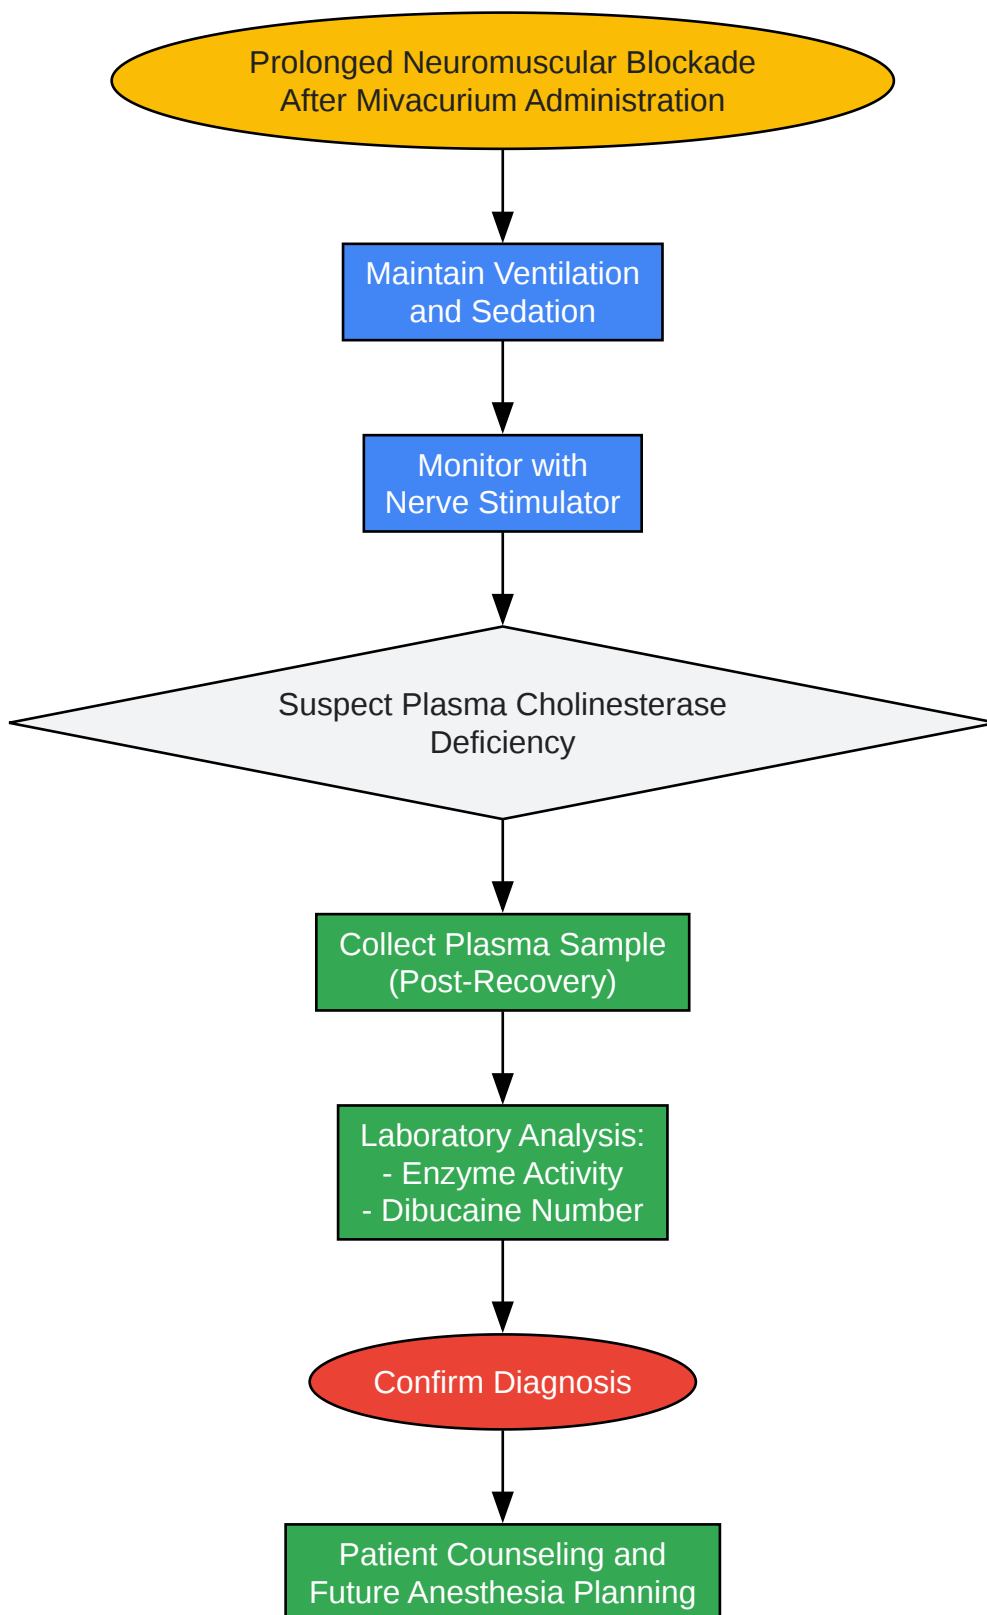 Prolonged Neuromuscular Blockade
After Mivacurium Administration
Maintain Ventilation
and Sedation
Monitor with
Nerve Stimulator
Suspect Plasma Cholinesterase
Deficiency
Collect Plasma Sample
(Post-Recovery)
Laboratory Analysis:
- Enzyme Activity
- Dibucaine Number
Confirm Diagnosis
Patient Counseling and
Future Anesthesia Planning